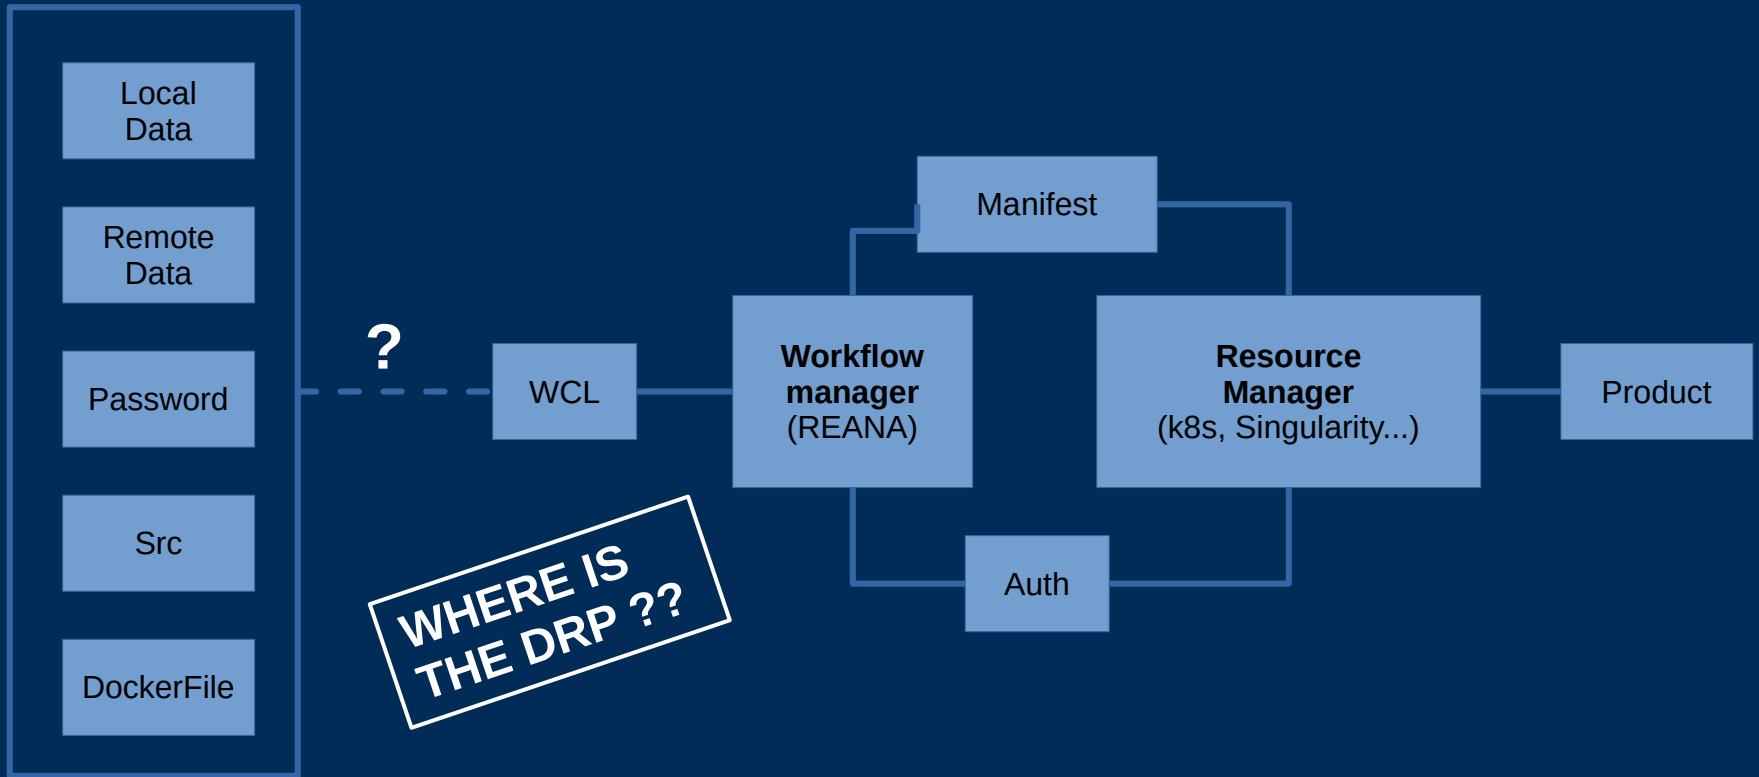 Local
Data
Remote
Data
Password
Src
DockerFile
?
WCL
Workflow
manager
(REANA)
Manifest
Auth
Resource
Manager
(k8s, Singularity...)
Product
WHERE IS
THE DRP ??